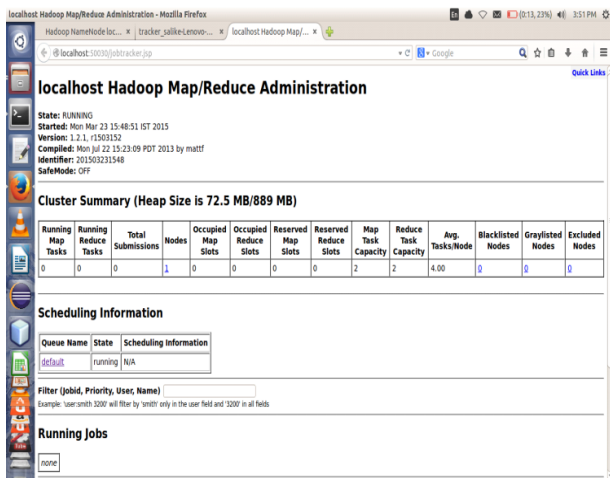 localhost Hadoop Map/Reduce Administration - Mozilla Firefox
En (0:13, 23%) 3:51 PM
Hadoop NameNode loc... × tracker_salike-Lenovo-... × localhost Hadoop Map/... ×
localhost:50030/jobtracker.jsp Google
Quick Links
localhost Hadoop Map/Reduce Administration
State: RUNNING
Started: Mon Mar 23 15:48:51 IST 2015
Version: 1.2.1, r1503152
Compiled: Mon Jul 22 15:23:09 PDT 2013 by mattf
Identifier: 201503231548
SafeMode: OFF
Cluster Summary (Heap Size is 72.5 MB/889 MB)
Running Map Tasks Running Reduce Tasks Total Submissions Nodes Occupied Map Slots Occupied Reduce Slots Reserved Map Slots Reserved Reduce Slots Map Task Capacity Reduce Task Capacity Avg. Tasks/Node Blacklisted Nodes Graylisted Nodes Excluded Nodes
0 0 0 1 0 0 0 0 2 2 4.00 0 0 0
Scheduling Information
Queue Name State Scheduling Information
default running N/A
Filter (Jobid, Priority, User, Name)
Example: 'user:smith 3200' will filter by 'smith' only in the user field and '3200' in all fields
Running Jobs
none